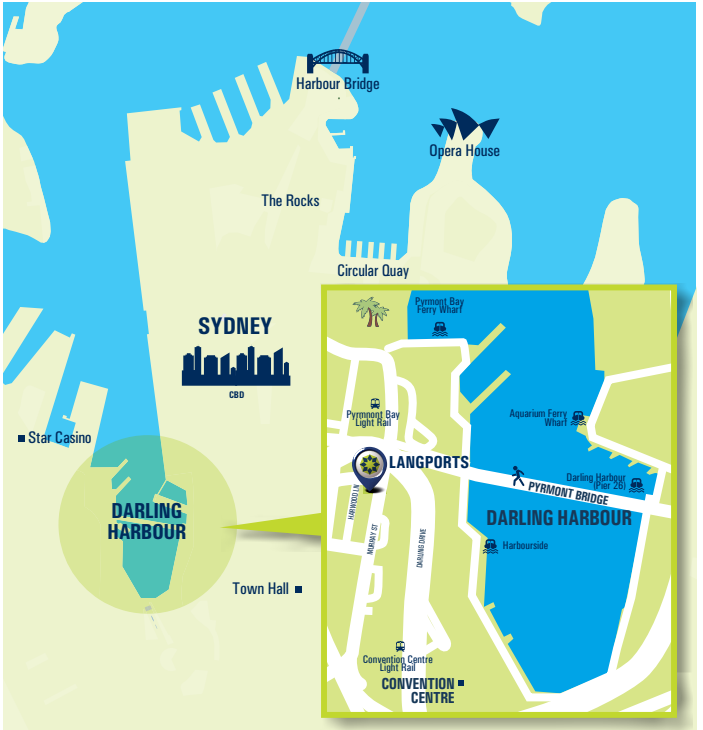 Harbour Bridge
Opera House
The Rocks
Circular Quay
SYDNEY
CBD
Star Casino
DARLING
HARBOUR
Town Hall
Pyrmont Bay
Ferry Wharf
Pyrmnont Bay
Light Rail
Aquarium Ferry
Wharf
LANGPORTS
Darling Harbour
(Pier 26)
PYRMONT BRIDGE
HARWOOD LN
MURRAY ST
DARLING DRIVE
DARLING HARBOUR
Harbourside
Convention Centre
Light Rail
CONVENTION
CENTRE